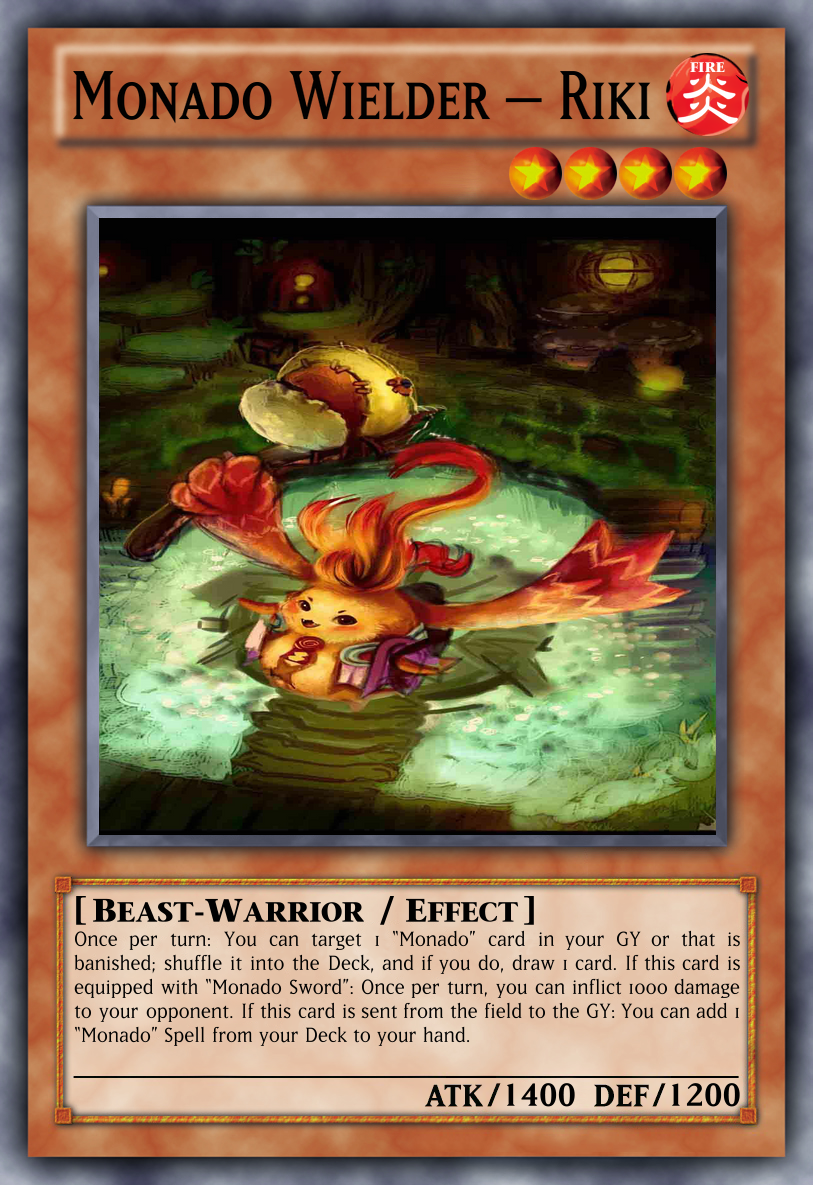 Monado Wielder – Riki
FIRE
炎
[ Beast-Warrior / Effect ]
Once per turn: You can target 1 “Monado” card in your GY or that is
banished; shuffle it into the Deck, and if you do, draw 1 card. If this card is
equipped with “Monado Sword”: Once per turn, you can inflict 1000 damage
to your opponent. If this card is sent from the field to the GY: You can add 1
“Monado” Spell from your Deck to your hand.
ATK/1400 DEF/1200